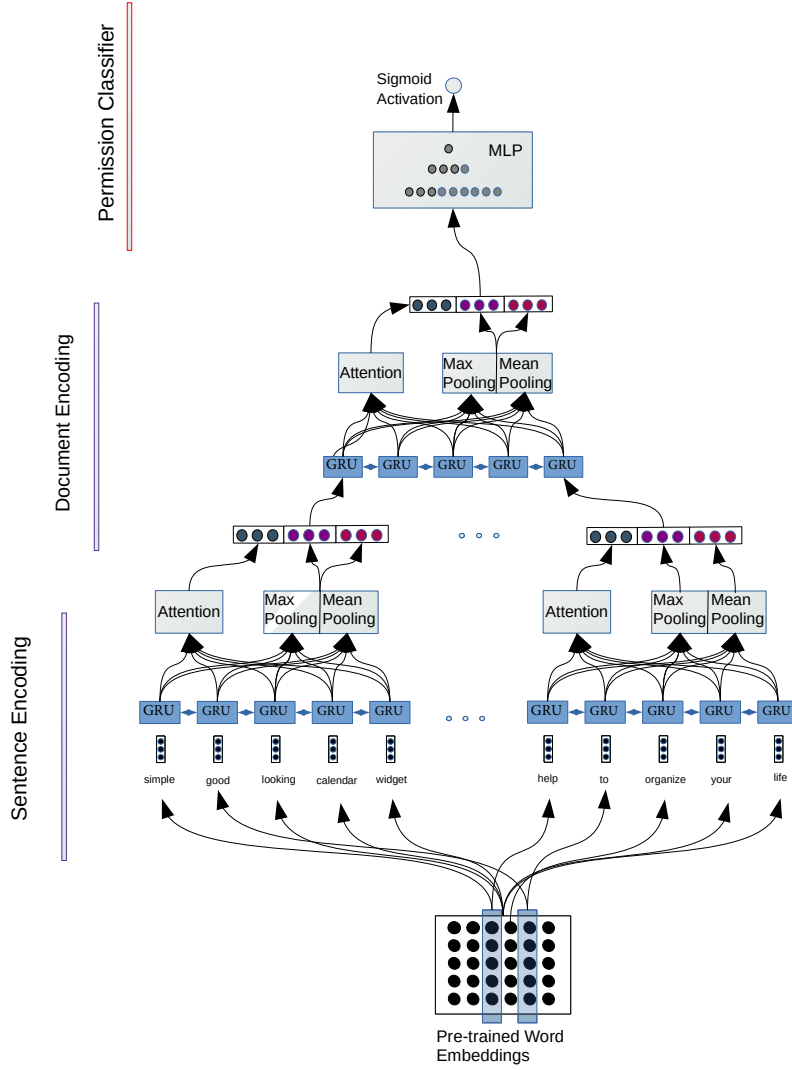 Permission Classifier
Sigmoid
Activation
MLP
Document Encoding
Attention
Max
Pooling
Mean
Pooling
GRU GRU GRU GRU GRU
Sentence Encoding
Attention
Max
Pooling
Mean
Pooling
Attention
Max
Pooling
Mean
Pooling
GRU GRU GRU GRU GRU
GRU GRU GRU GRU GRU
simple good looking calendar widget
help to organize your life
Pre-trained Word
Embeddings